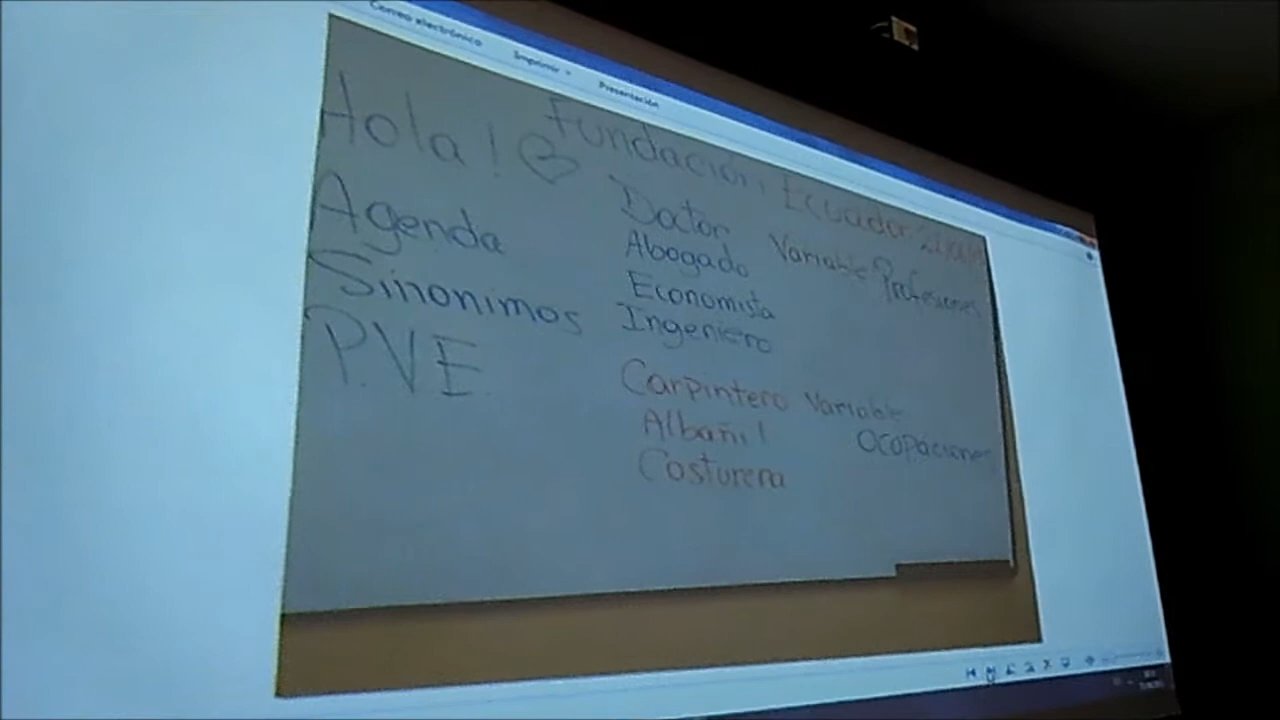 Correo electrónico Imprimir Presentación
Hola! Fundación, Ecuador
Agenda
Sinonimos
P.V.E.
Doctor
Abogado
Economista
Ingeniero
Variable Profesiones
Carpintero
Albañil
Costurera
Variable
Ocopaciones